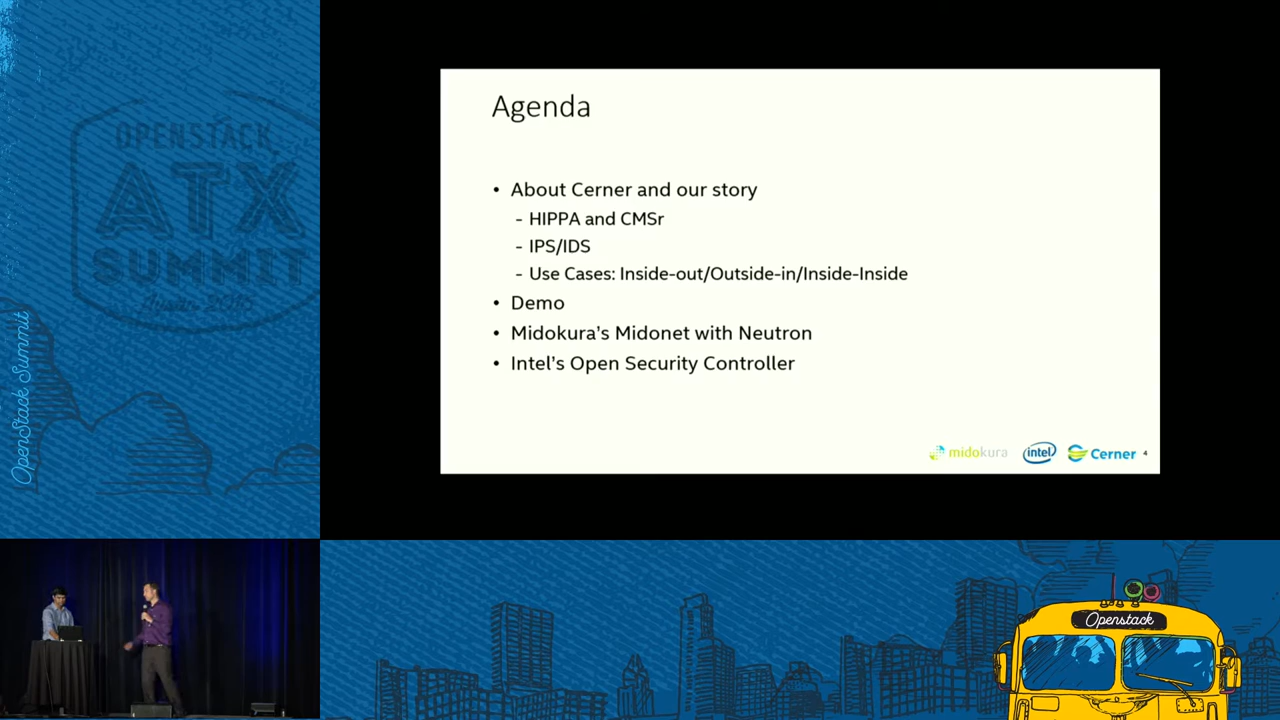 OPENSTACK
ATX
SUMMIT
Austin 2016
OpenStack Summit
Agenda
• About Cerner and our story
- HIPPA and CMSr
- IPS/IDS
- Use Cases: Inside-out/Outside-in/Inside-Inside
• Demo
• Midokura's Midonet with Neutron
• Intel's Open Security Controller
midokura intel Cerner 4
Openstack